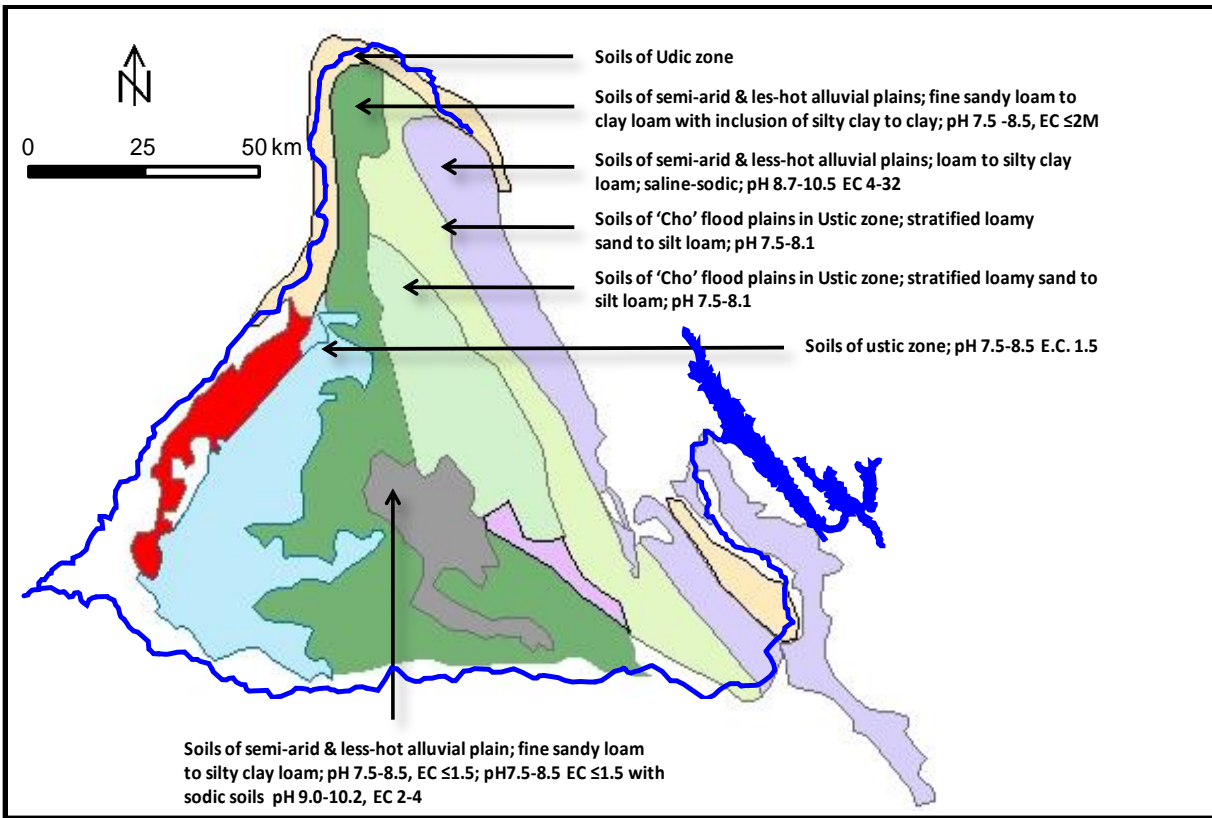 Soils of Udic zone
N
Soils of semi-arid & les-hot alluvial plains; fine sandy loam to
clay loam with inclusion of silty clay to clay; pH 7.5 -8.5, EC ≤2M
0 25 50 km
Soils of semi-arid & less-hot alluvial plains; loam to silty clay
loam; saline-sodic; pH 8.7-10.5 EC 4-32
Soils of ‘Cho’ flood plains in Ustic zone; stratified loamy
sand to silt loam; pH 7.5-8.1
Soils of ‘Cho’ flood plains in Ustic zone; stratified loamy sand to
silt loam; pH 7.5-8.1
Soils of ustic zone; pH 7.5-8.5 E.C. 1.5
Soils of semi-arid & less-hot alluvial plain; fine sandy loam
to silty clay loam; pH 7.5-8.5, EC ≤1.5; pH7.5-8.5 EC ≤1.5 with
sodic soils pH 9.0-10.2, EC 2-4